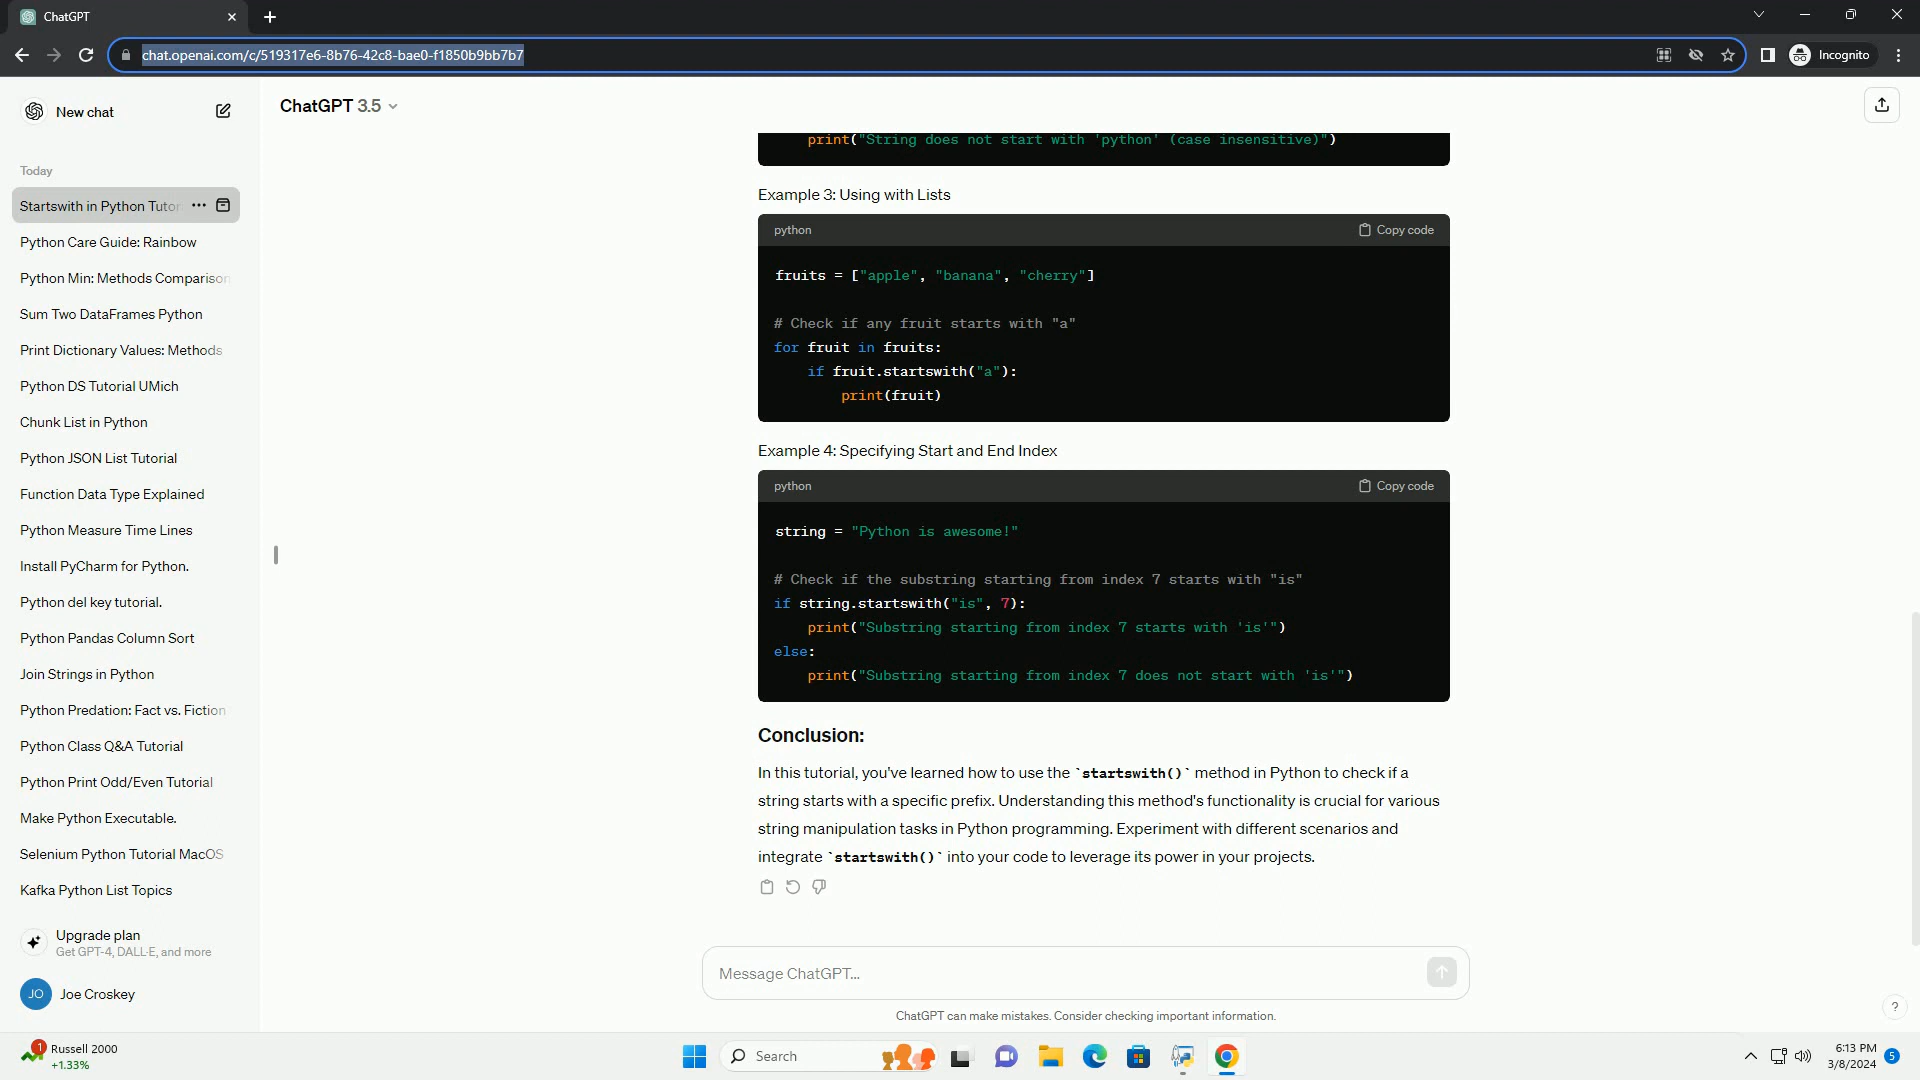 ChatGPT
chat.openai.com/c/519317e6-8b76-42c8-bae0-f1850b9bb7b7
Incognito
New chat
ChatGPT 3.5
Today
Startswith in Python Tutor
Python Care Guide: Rainbow
Python Min: Methods Comparison
Sum Two DataFrames Python
Print Dictionary Values: Methods
Python DS Tutorial UMich
Chunk List in Python
Python JSON List Tutorial
Function Data Type Explained
Python Measure Time Lines
Install PyCharm for Python.
Python del key tutorial.
Python Pandas Column Sort
Join Strings in Python
Python Predation: Fact vs. Fiction
Python Class Q&A Tutorial
Python Print Odd/Even Tutorial
Make Python Executable.
Selenium Python Tutorial MacOS
Kafka Python List Topics
Upgrade plan
Get GPT-4, DALL·E, and more
JO Joe Croskey
print("String does not start with 'python' (case insensitive)")
Example 3: Using with Lists
python Copy code
fruits = ["apple", "banana", "cherry"]
# Check if any fruit starts with "a"
for fruit in fruits:
if fruit.startswith("a"):
print(fruit)
Example 4: Specifying Start and End Index
python Copy code
string = "Python is awesome!"
# Check if the substring starting from index 7 starts with "is"
if string.startswith("is", 7):
print("Substring starting from index 7 starts with 'is'")
else:
print("Substring starting from index 7 does not start with 'is'")
Conclusion:
In this tutorial, you've learned how to use the `startswith()` method in Python to check if a
string starts with a specific prefix. Understanding this method's functionality is crucial for various
string manipulation tasks in Python programming. Experiment with different scenarios and
integrate `startswith()` into your code to leverage its power in your projects.
Message ChatGPT...
ChatGPT can make mistakes. Consider checking important information.
?
1 Russell 2000
+1.33%
Search
6:13 PM
3/8/2024
5